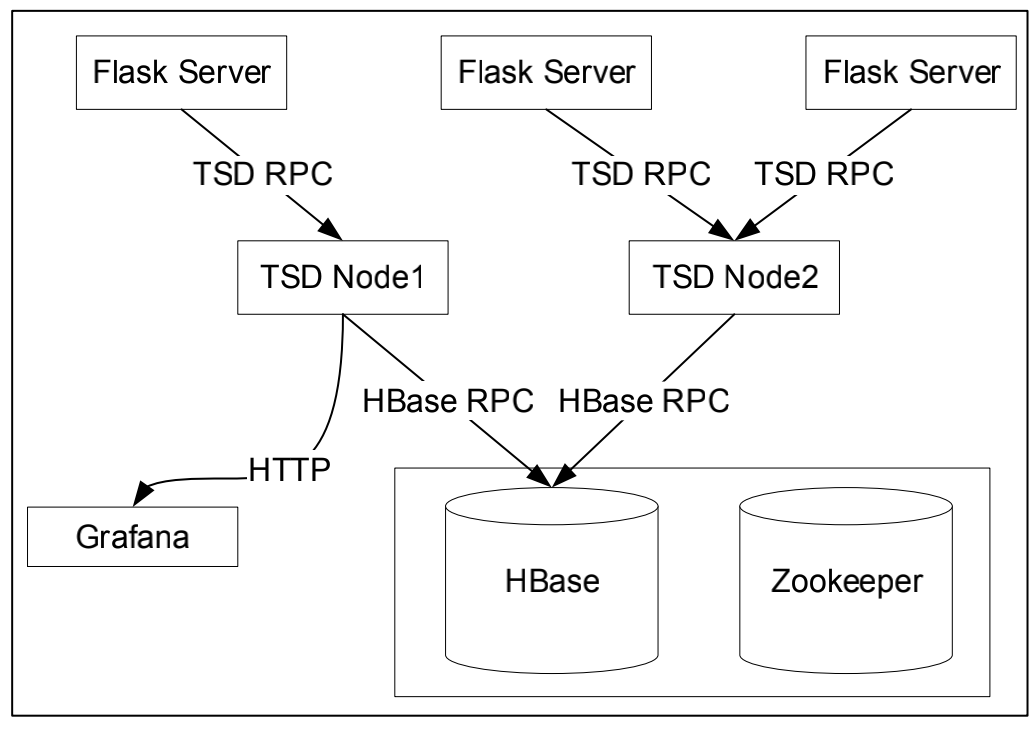 Flask Server
Flask Server
Flask Server
TSD RPC
TSD RPC
TSD RPC
TSD Node1
TSD Node2
HBase RPC
HBase RPC
HTTP
Grafana
HBase
Zookeeper